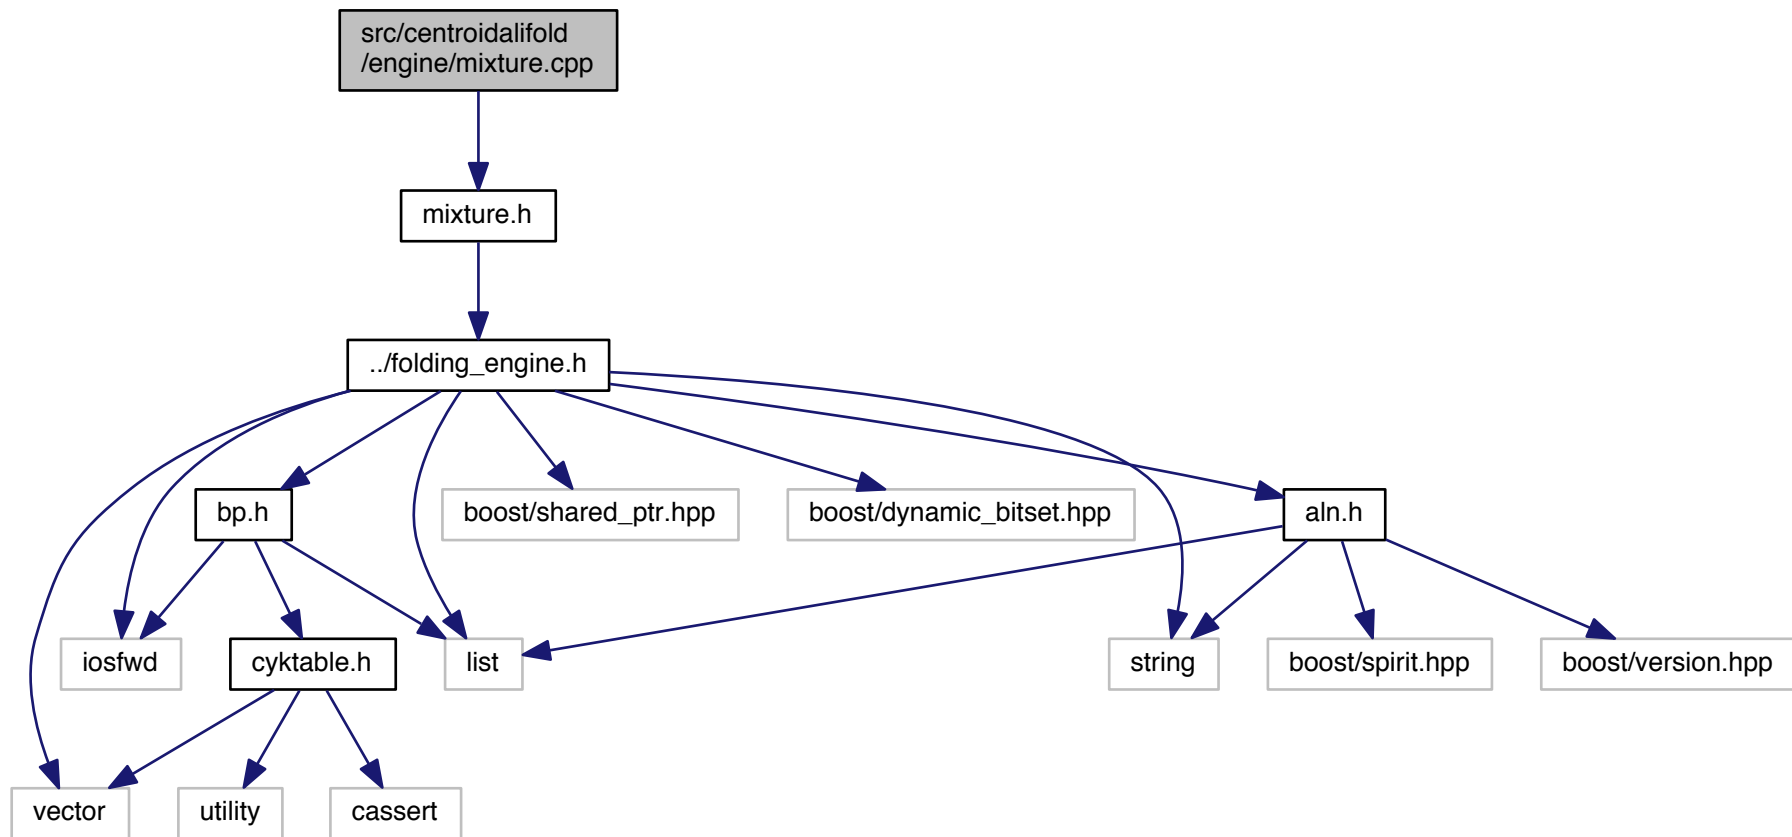 src/centroidalifold
/engine/mixture.cpp
mixture.h
../folding_engine.h
bp.h
boost/shared_ptr.hpp
boost/dynamic_bitset.hpp
aln.h
iosfwd
cyktable.h
list
string
boost/spirit.hpp
boost/version.hpp
vector
utility
cassert